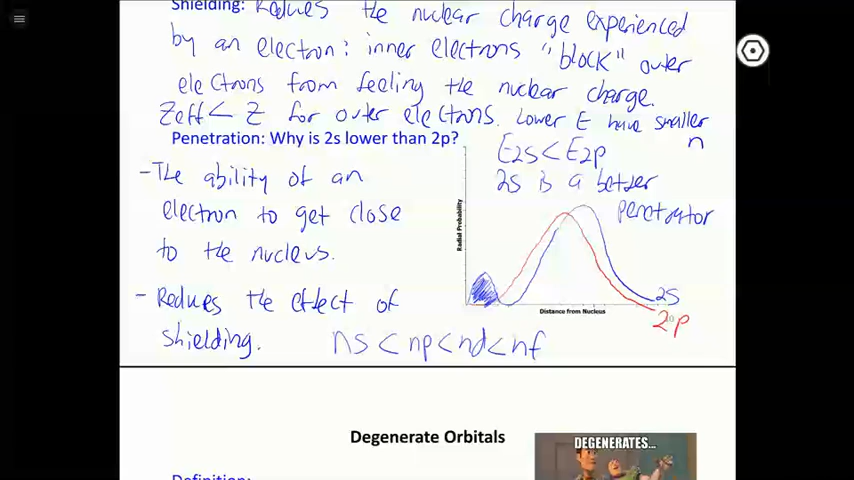 Shielding: Reduces the nuclear charge experienced
by an electron: inner electrons "block" outer
electrons from feeling the nuclear charge.
Zeff < Z for outer electrons. Lower E have smaller
n
Penetration: Why is 2s lower than 2p?
- The ability of an
electron to get close
to the nucleus.
- Reduces the effect of
shielding.
E2s < E2p
2s is a better
penetrator
Radial Probability
2s
Distance from Nucleus
2p
ns < np < nd < nf
Degenerate Orbitals
DEGENERATES...
Definition: